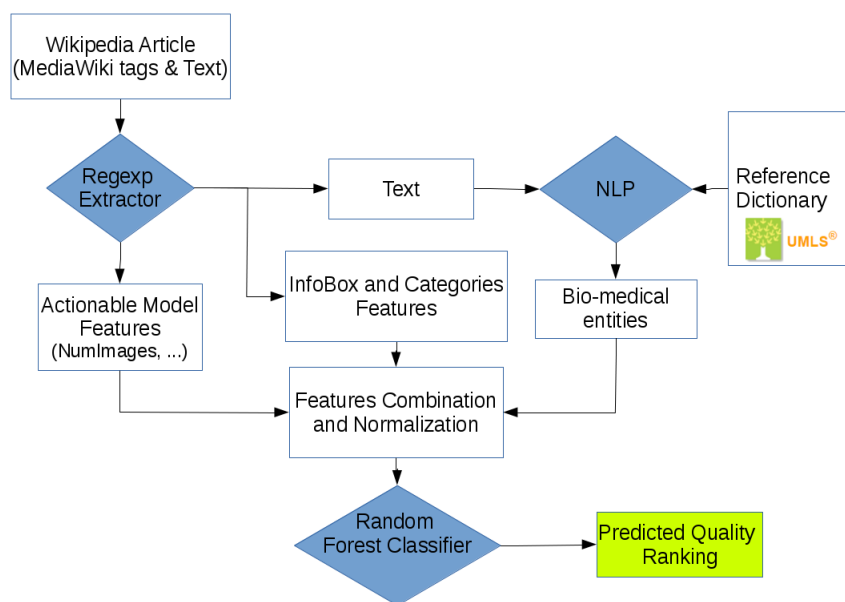 Wikipedia Article
(MediaWiki tags & Text)
Regexp
Extractor
Text
NLP
Reference
Dictionary
UMLS©
Actionable Model
Features
(NumImages, ...)
InfoBox and Categories
Features
Bio-medical
entities
Features Combination
and Normalization
Random
Forest Classifier
Predicted Quality
Ranking